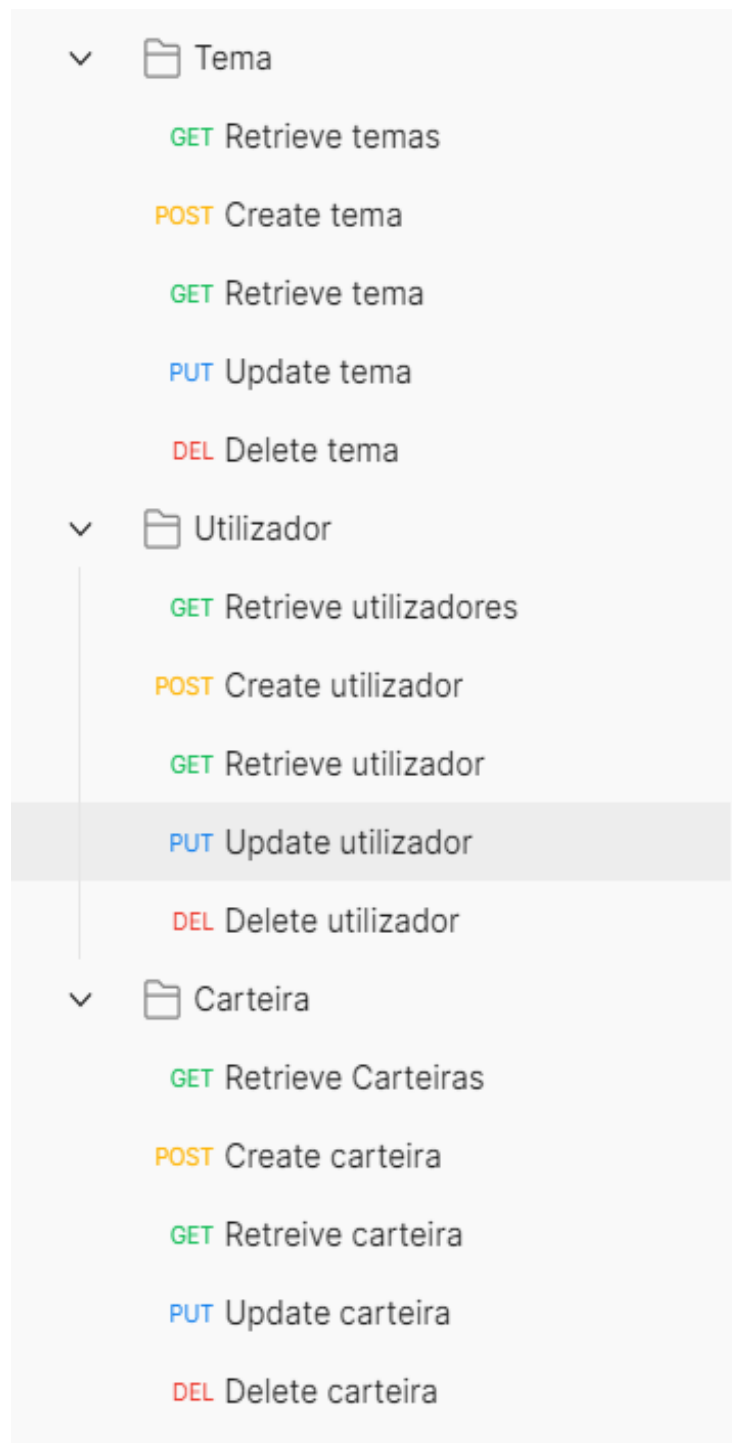 Tema
GET Retrieve temas
POST Create tema
GET Retrieve tema
PUT Update tema
DEL Delete tema
Utilizador
GET Retrieve utilizadores
POST Create utilizador
GET Retrieve utilizador
PUT Update utilizador
DEL Delete utilizador
Carteira
GET Retrieve Carteiras
POST Create carteira
GET Retreive carteira
PUT Update carteira
DEL Delete carteira